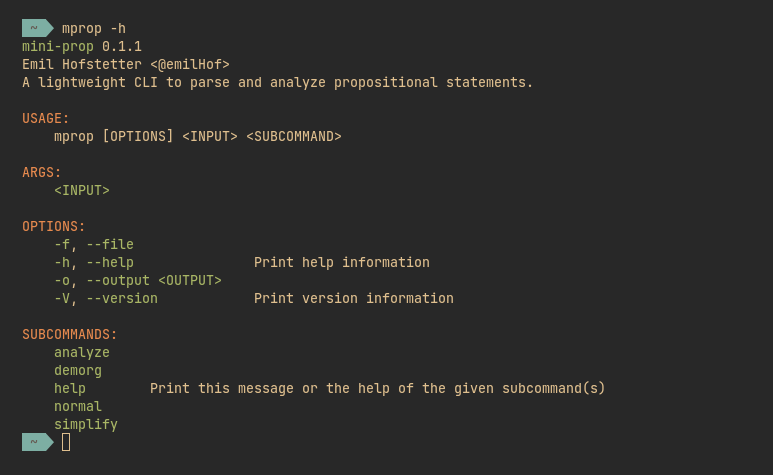 ~ mprop -h
mini-prop 0.1.1
Emil Hofstetter <@emilHof>
A lightweight CLI to parse and analyze propositional statements.
USAGE:
mprop [OPTIONS] <INPUT> <SUBCOMMAND>
ARGS:
<INPUT>
OPTIONS:
-f, --file
-h, --help Print help information
-o, --output <OUTPUT>
-V, --version Print version information
SUBCOMMANDS:
analyze
demorg
help Print this message or the help of the given subcommand(s)
normal
simplify
~